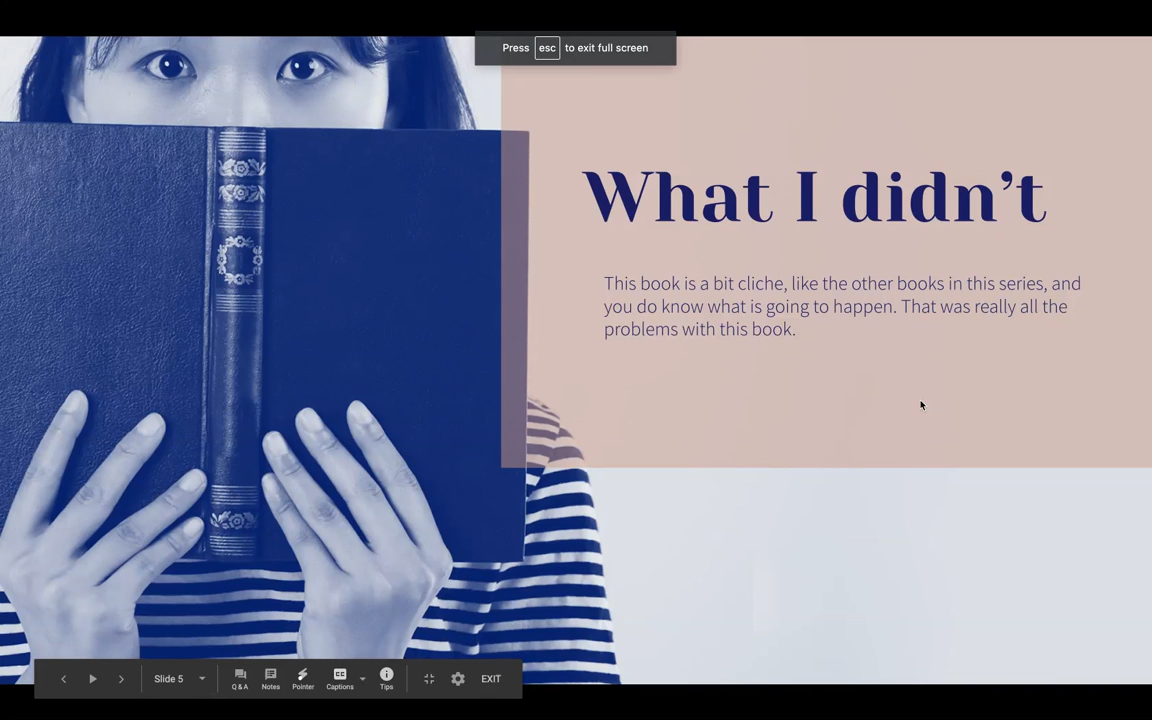 Press esc to exit full screen
What I didn’t
This book is a bit cliche, like the other books in this series, and
you do know what is going to happen. That was really all the
problems with this book.
Slide 5
Q & A
Notes
Pointer
CC
Captions
Tips
EXIT